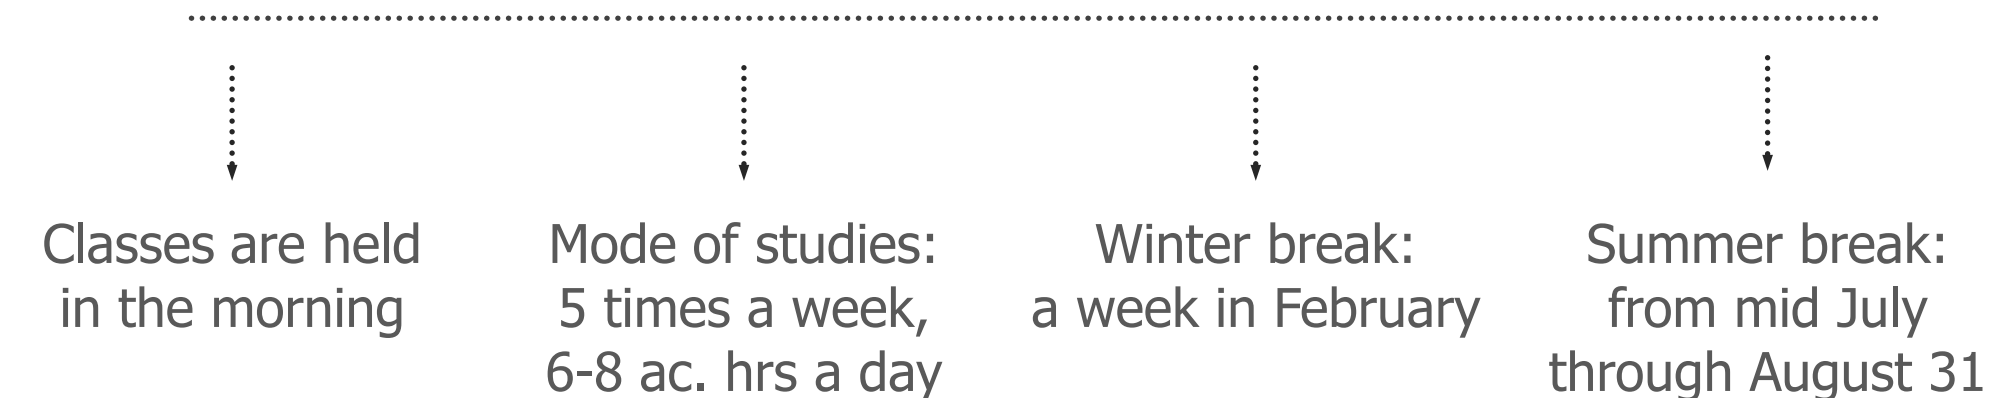 Classes are held
in the morning
Mode of studies:
5 times a week,
6-8 ac. hrs a day
Winter break:
a week in February
Summer break:
from mid July
through August 31